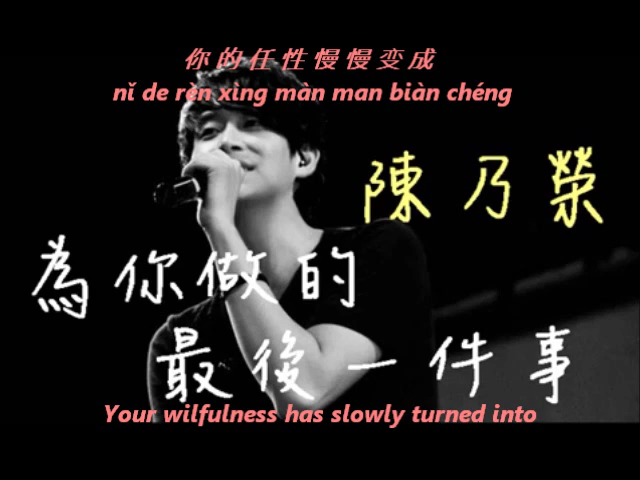 你的任性慢慢变成
nǐ de rèn xìng màn man biàn chéng
陳乃榮
為你做的
最後一件事
Your wilfulness has slowly turned into